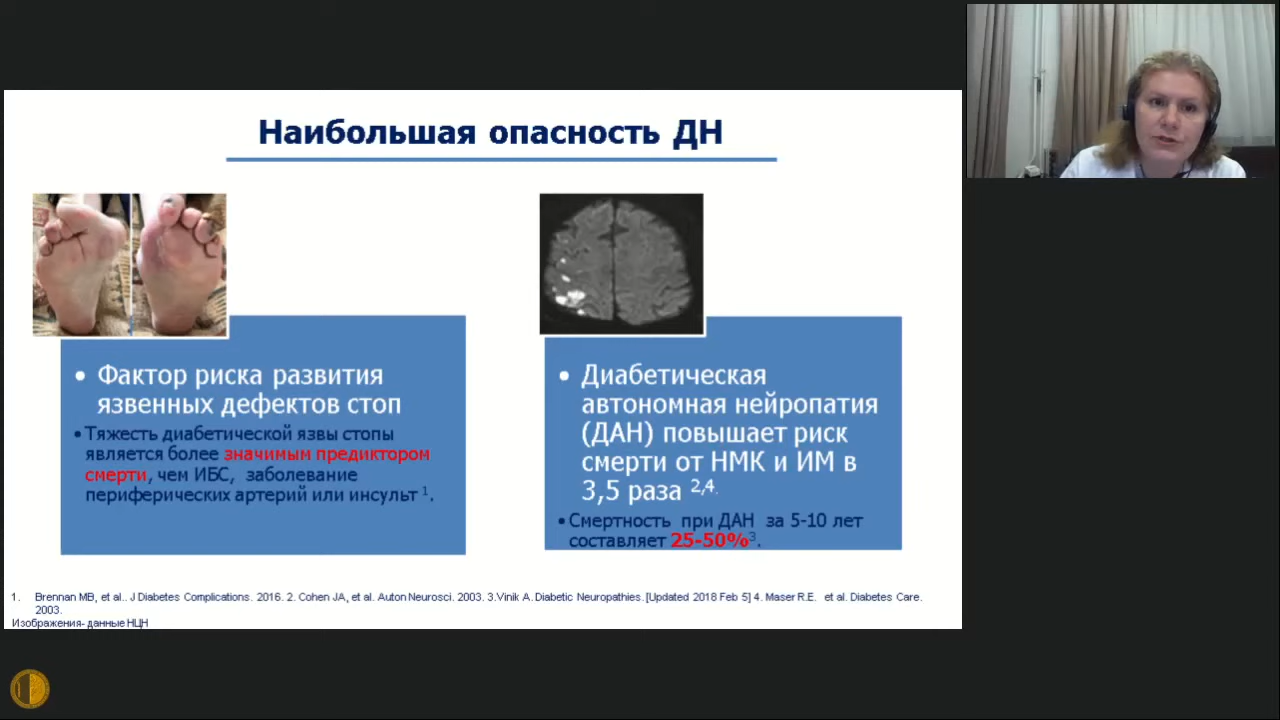 Наибольшая опасность ДН
• Фактор риска развития
язвенных дефектов стоп
• Тяжесть диабетической язвы стопы
является более значимым предиктором
смерти, чем ИБС, заболевание
периферических артерий или инсульт 1.
• Диабетическая
автономная нейропатия
(ДАН) повышает риск
смерти от НМК и ИМ в
3,5 раза 2,4.
• Смертность при ДАН за 5-10 лет
составляет 25-50%3.
1. Brennan MB, et al.. J Diabetes Complications. 2016. 2. Cohen JA, et al. Auton Neurosci. 2003. 3.Vinik A. Diabetic Neuropathies. [Updated 2018 Feb 5] 4. Maser R.E. et al. Diabetes Care.
2003.
Изображения- данные НЦН